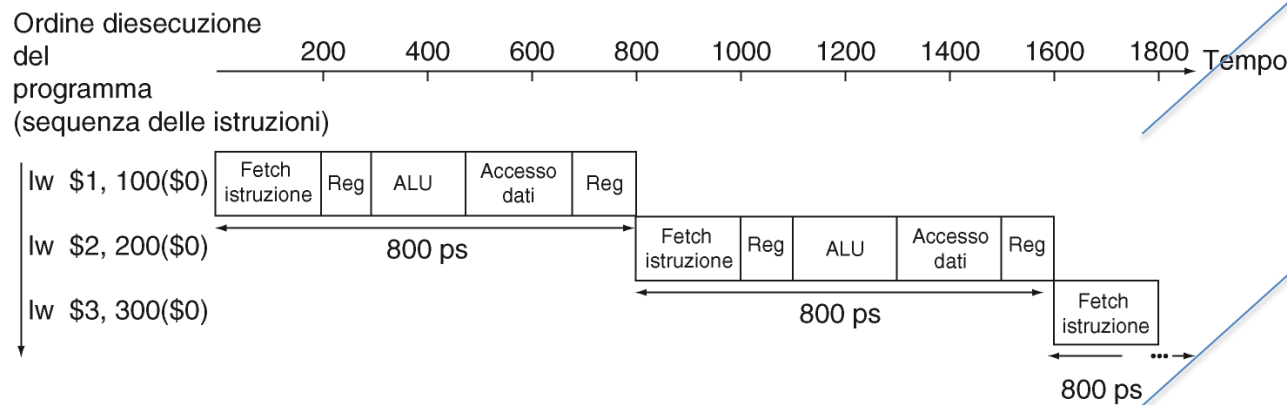 Ordine diesecuzione
del
programma
(sequenza delle istruzioni)
200 400 600 800 1000 1200 1400 1600 1800 Tempo
lw $1, 100($0)
Fetch
istruzione
Reg
ALU
Accesso
dati
Reg
800 ps
lw $2, 200($0)
Fetch
istruzione
Reg
ALU
Accesso
dati
Reg
800 ps
lw $3, 300($0)
Fetch
istruzione
...
800 ps